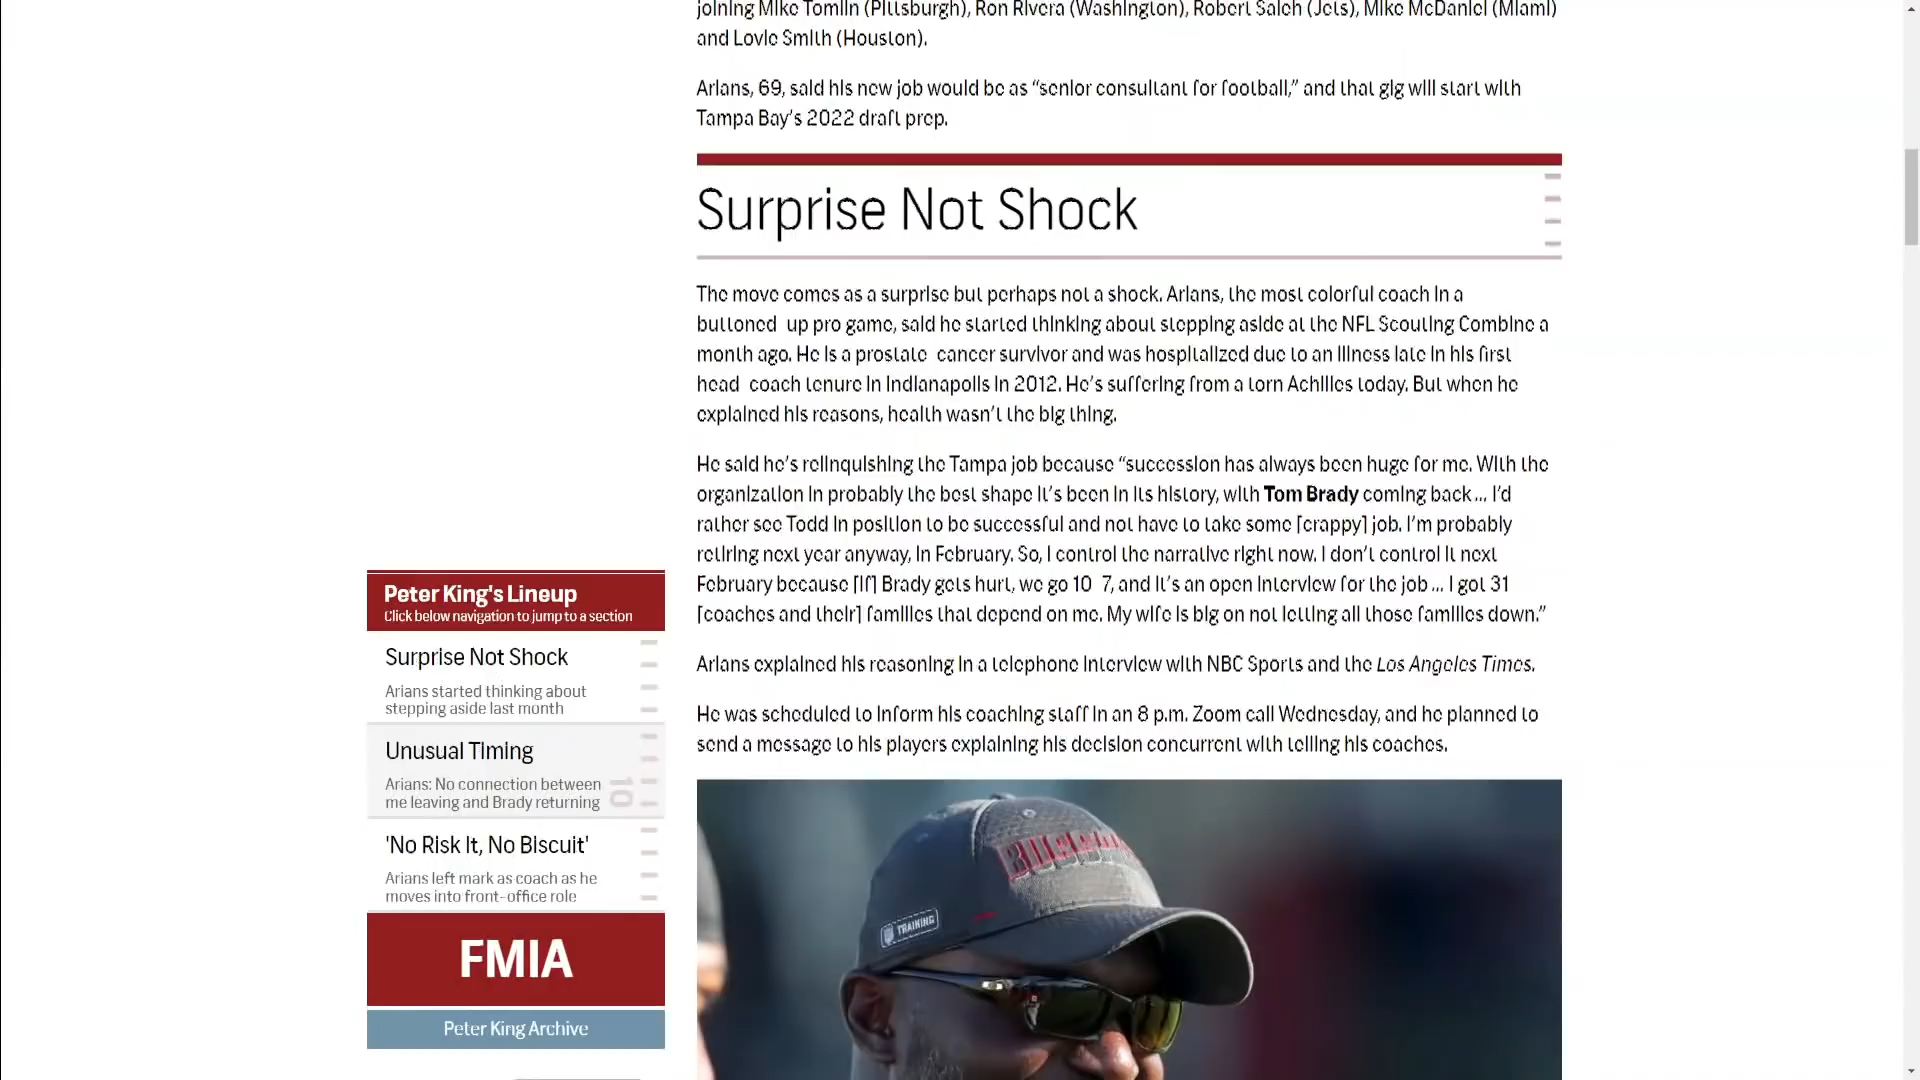 joining Mike Tomlin (Pittsburgh), Ron Rivera (Washington), Robert Saleh (Jets), Mike McDaniel (Miami)
and Lovie Smith (Houston).
Arians, 69, said his new job would be as “senior consultant for football,” and that gig will start with
Tampa Bay’s 2022 draft prep.
Surprise Not Shock
The move comes as a surprise but perhaps not a shock. Arians, the most colorful coach in a
buttoned up pro game, said he started thinking about stepping aside at the NFL Scouting Combine a
month ago. He is a prostate cancer survivor and was hospitalized due to an illness late in his first
head coach tenure in Indianapolis in 2012. He’s suffering from a torn Achilles today. But when he
explained his reasons, health wasn’t the big thing.
He said he’s relinquishing the Tampa job because “succession has always been huge for me. With the
organization in probably the best shape it’s been in its history, with Tom Brady coming back … I’d
rather see Todd in position to be successful and not have to take some [crappy] job. I’m probably
retiring next year anyway, in February. So, I control the narrative right now. I don’t control it next
February because [if] Brady gets hurt, we go 10 7, and it’s an open interview for the job … I got 31
[coaches and their] families that depend on me. My wife is big on not letting all those families down.”
Arians explained his reasoning in a telephone interview with NBC Sports and the Los Angeles Times.
He was scheduled to inform his coaching staff in an 8 p.m. Zoom call Wednesday, and he planned to
send a message to his players explaining his decision concurrent with telling his coaches.
Peter King's Lineup
Click below navigation to jump to a section
Surprise Not Shock
Arians started thinking about
stepping aside last month
Unusual Timing
Arians: No connection between
me leaving and Brady returning
10
'No Risk It, No Biscuit'
Arians left mark as coach as he
moves into front-office role
FMIA
Peter King Archive
TRAINING